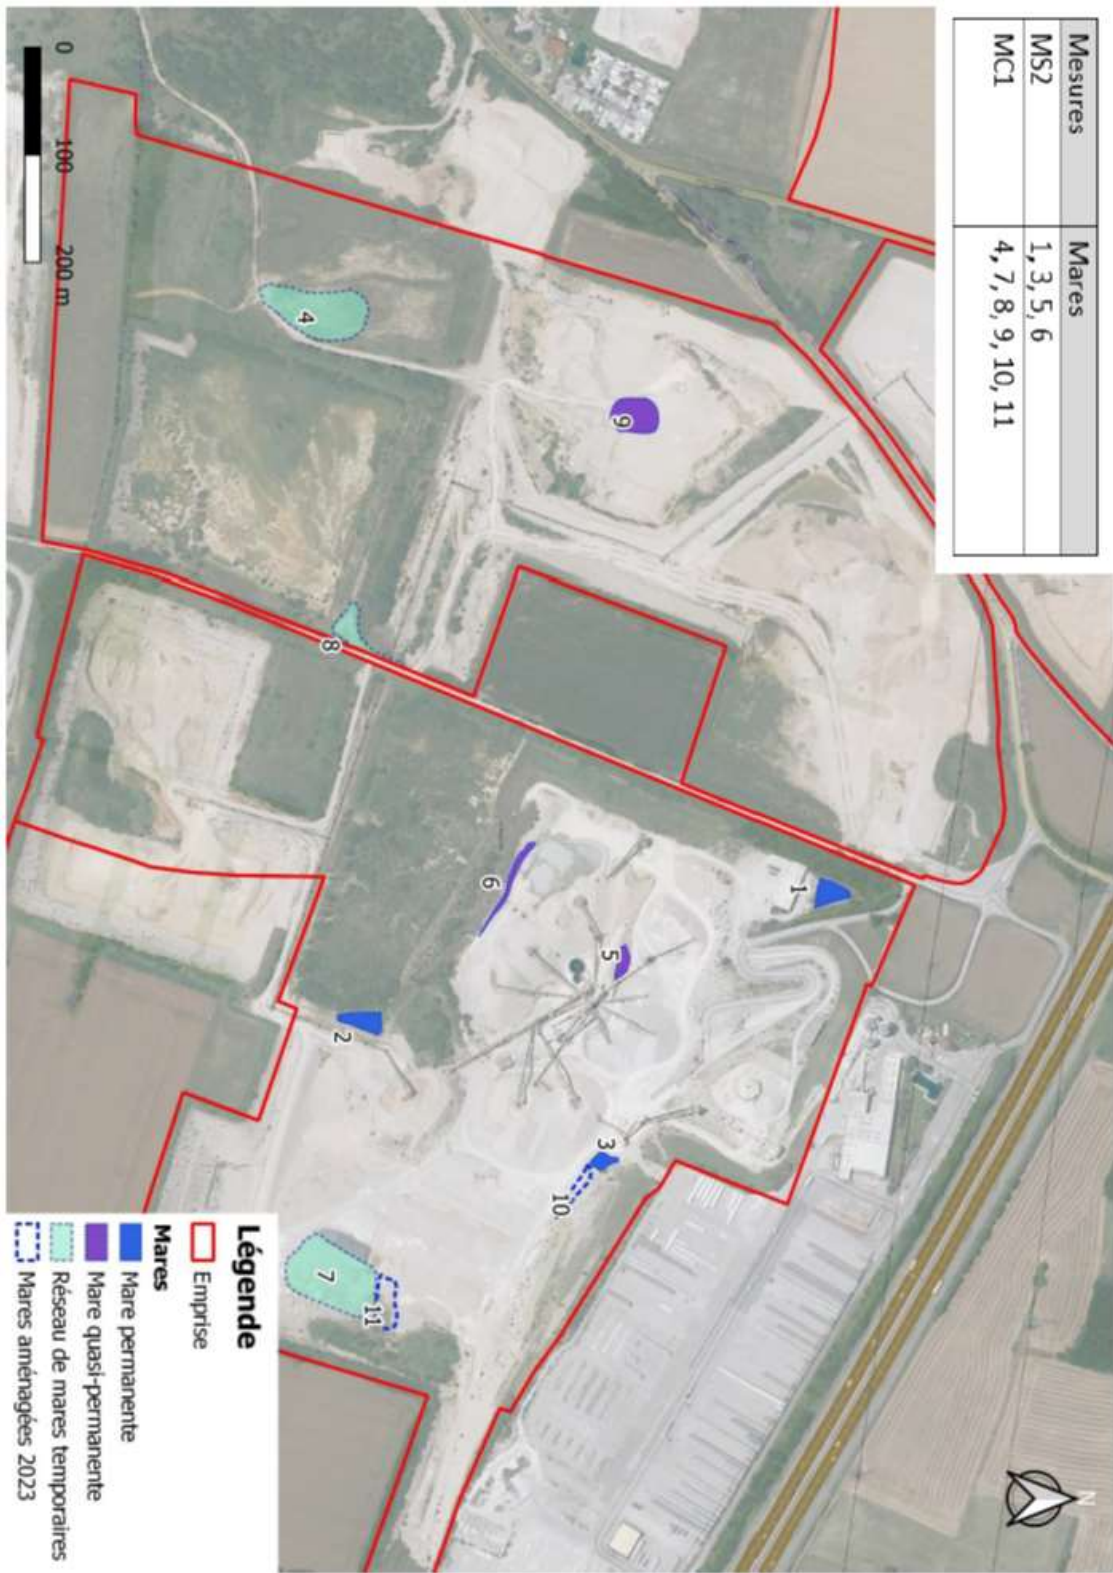 Mesures Mares
MS2 1, 3, 5, 6
MC1 4, 7, 8, 9, 10, 11
N
1
9
3
5
10
6
4
2
8
11
7
0 100 200 m
Légende
Emprise
Mares
Mare permanente
Mare quasi-permanente
Réseau de mares temporaires
Mares aménagées 2023